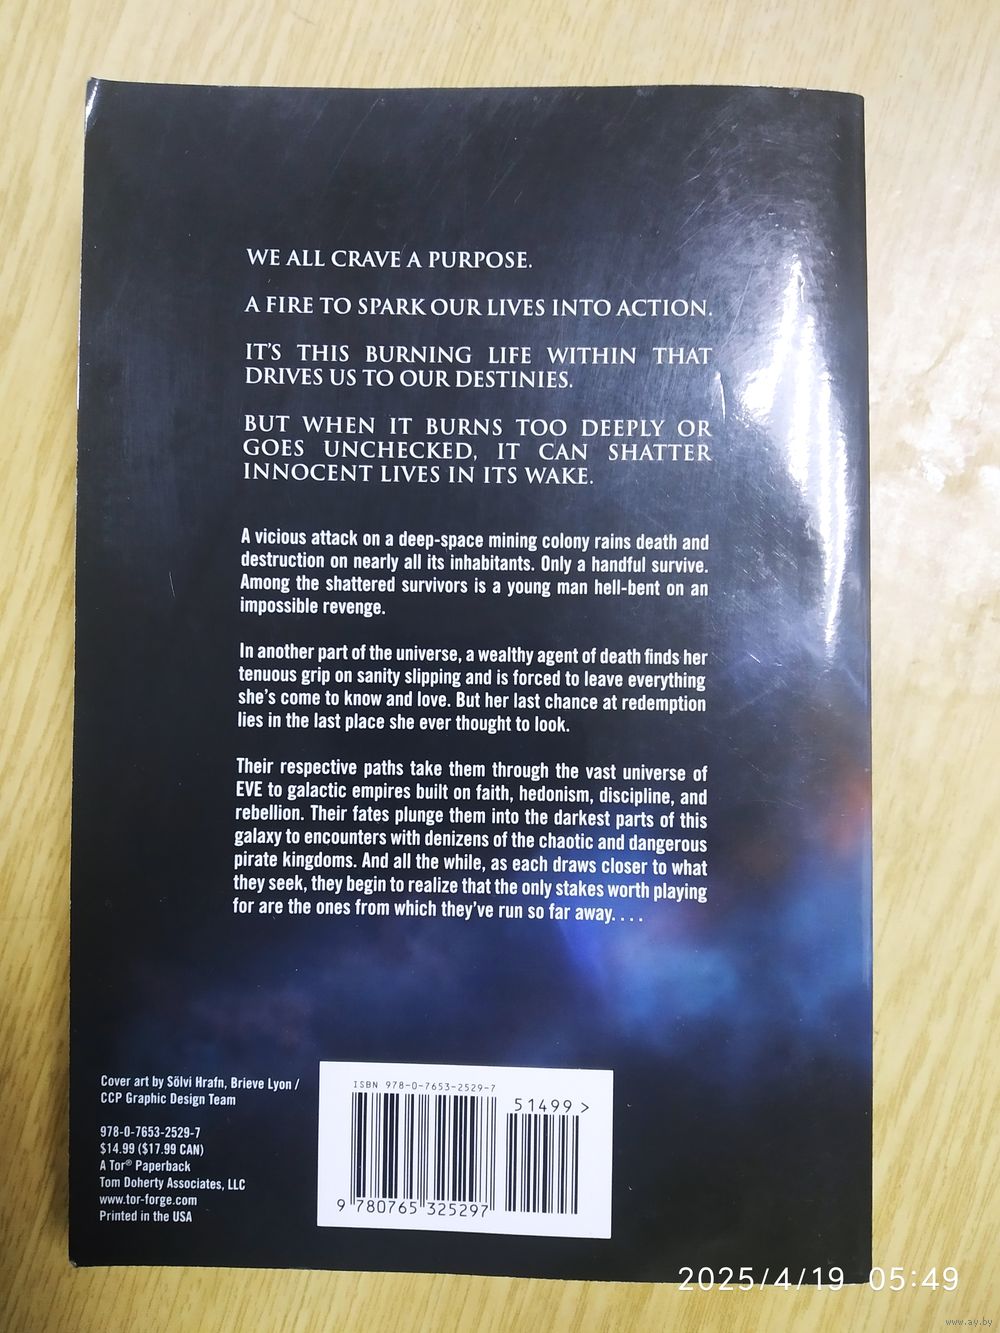 WE ALL CRAVE A PURPOSE.
A FIRE TO SPARK OUR LIVES INTO ACTION.
IT'S THIS BURNING LIFE WITHIN THAT
DRIVES US TO OUR DESTINIES.
BUT WHEN IT BURNS TOO DEEPLY OR
GOES UNCHECKED, IT CAN SHATTER
INNOCENT LIVES IN ITS WAKE.
A vicious attack on a deep-space mining colony rains death and
destruction on nearly all its inhabitants. Only a handful survive.
Among the shattered survivors is a young man hell-bent on an
impossible revenge.
In another part of the universe, a wealthy agent of death finds her
tenuous grip on sanity slipping and is forced to leave everything
she's come to know and love. But her last chance at redemption
lies in the last place she ever thought to look.
Their respective paths take them through the vast universe of
EVE to galactic empires built on faith, hedonism, discipline, and
rebellion. Their fates plunge them into the darkest parts of this
galaxy to encounters with denizens of the chaotic and dangerous
pirate kingdoms. And all the while, as each draws closer to what
they seek, they begin to realize that the only stakes worth playing
for are the ones from which they've run so far away. . . .
Cover art by Sölvi Hrafn, Brieve Lyon /
CCP Graphic Design Team
978-0-7653-2529-7
$14.99 ($17.99 CAN)
A Tor® Paperback
Tom Doherty Associates, LLC
www.tor-forge.com
Printed in the USA
ISBN 978-0-7653-2529-7
51499 >
9 780765 325297
2025/4/19 05:49
www.ay.by